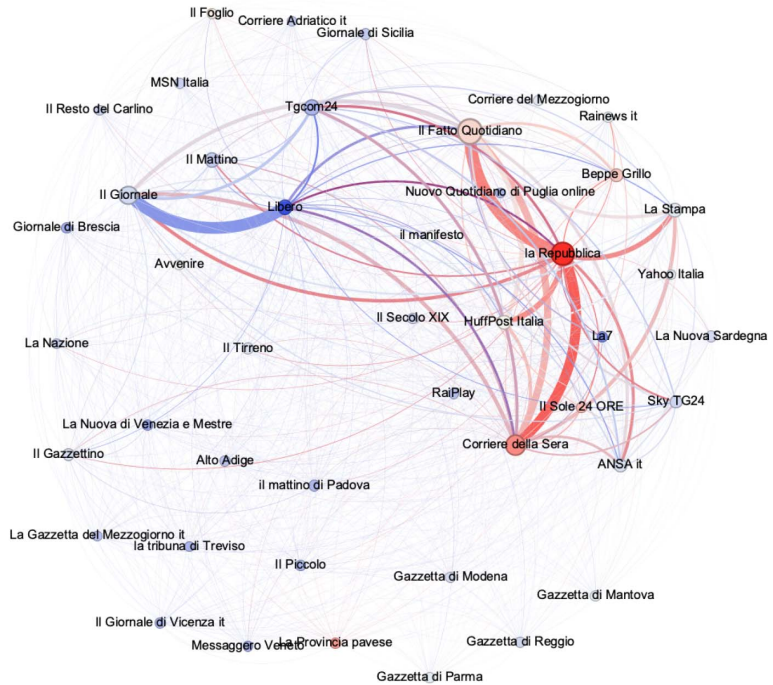 Il Foglio
Corriere Adriatico it
Giornale di Sicilia
MSN Italia
Il Resto del Carlino
Tgcom24
Corriere del Mezzogiorno
Rainews it
Il Fatto Quotidiano
Il Mattino
Beppe Grillo
Il Giornale
Nuovo Quotidiano di Puglia online
Libero
La Stampa
Giornale di Brescia
il manifesto
la Repubblica
Avvenire
Yahoo Italia
Il Secolo XIX
HuffPost Italia
La7
La Nuova Sardegna
La Nazione
Il Tirreno
RaiPlay
Il Sole 24 ORE
Sky TG24
La Nuova di Venezia e Mestre
Corriere della Sera
Il Gazzettino
Alto Adige
ANSA it
il mattino di Padova
La Gazzetta del Mezzogiorno it
la tribuna di Treviso
Il Piccolo
Gazzetta di Modena
Gazzetta di Mantova
Il Giornale di Vicenza it
Messaggero Veneto
La Provincia pavese
Gazzetta di Reggio
Gazzetta di Parma